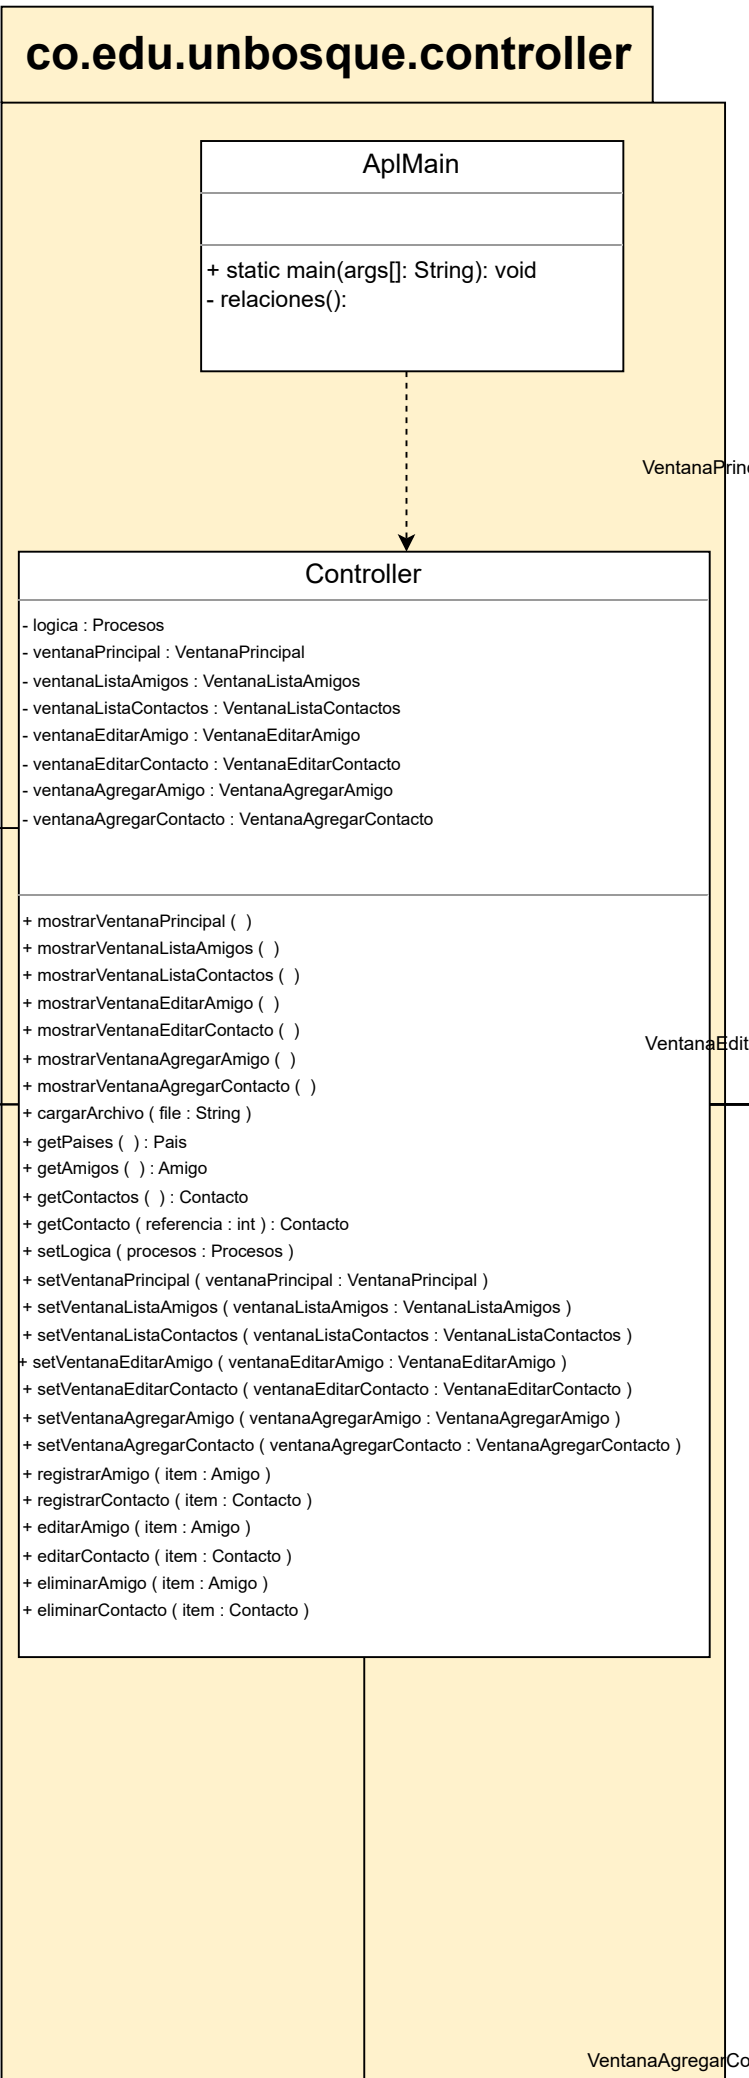 co.edu.unbosque.controller
AplMain
+ static main(args[]: String): void
- relaciones():
Controller
- logica : Procesos
- ventanaPrincipal : VentanaPrincipal
- ventanaListaAmigos : VentanaListaAmigos
- ventanaListaContactos : VentanaListaContactos
- ventanaEditarAmigo : VentanaEditarAmigo
- ventanaEditarContacto : VentanaEditarContacto
- ventanaAgregarAmigo : VentanaAgregarAmigo
- ventanaAgregarContacto : VentanaAgregarContacto
+ mostrarVentanaPrincipal (  )
+ mostrarVentanaListaAmigos (  )
+ mostrarVentanaListaContactos (  )
+ mostrarVentanaEditarAmigo (  )
+ mostrarVentanaEditarContacto (  )
+ mostrarVentanaAgregarAmigo (  )
+ mostrarVentanaAgregarContacto (  )
+ cargarArchivo ( file : String )
+ getPaises (  ) : Pais
+ getAmigos (  ) : Amigo
+ getContactos (  ) : Contacto
+ getContacto ( referencia : int ) : Contacto
+ setLogica ( procesos : Procesos )
+ setVentanaPrincipal ( ventanaPrincipal : VentanaPrincipal )
+ setVentanaListaAmigos ( ventanaListaAmigos : VentanaListaAmigos )
+ setVentanaListaContactos ( ventanaListaContactos : VentanaListaContactos )
+ setVentanaEditarAmigo ( ventanaEditarAmigo : VentanaEditarAmigo )
+ setVentanaEditarContacto ( ventanaEditarContacto : VentanaEditarContacto )
+ setVentanaAgregarAmigo ( ventanaAgregarAmigo : VentanaAgregarAmigo )
+ setVentanaAgregarContacto ( ventanaAgregarContacto : VentanaAgregarContacto )
+ registrarAmigo ( item : Amigo )
+ registrarContacto ( item : Contacto )
+ editarAmigo ( item : Amigo )
+ editarContacto ( item : Contacto )
+ eliminarAmigo ( item : Amigo )
+ eliminarContacto ( item : Contacto )
VentanaPrin
VentanaEdit
VentanaAgregarCo